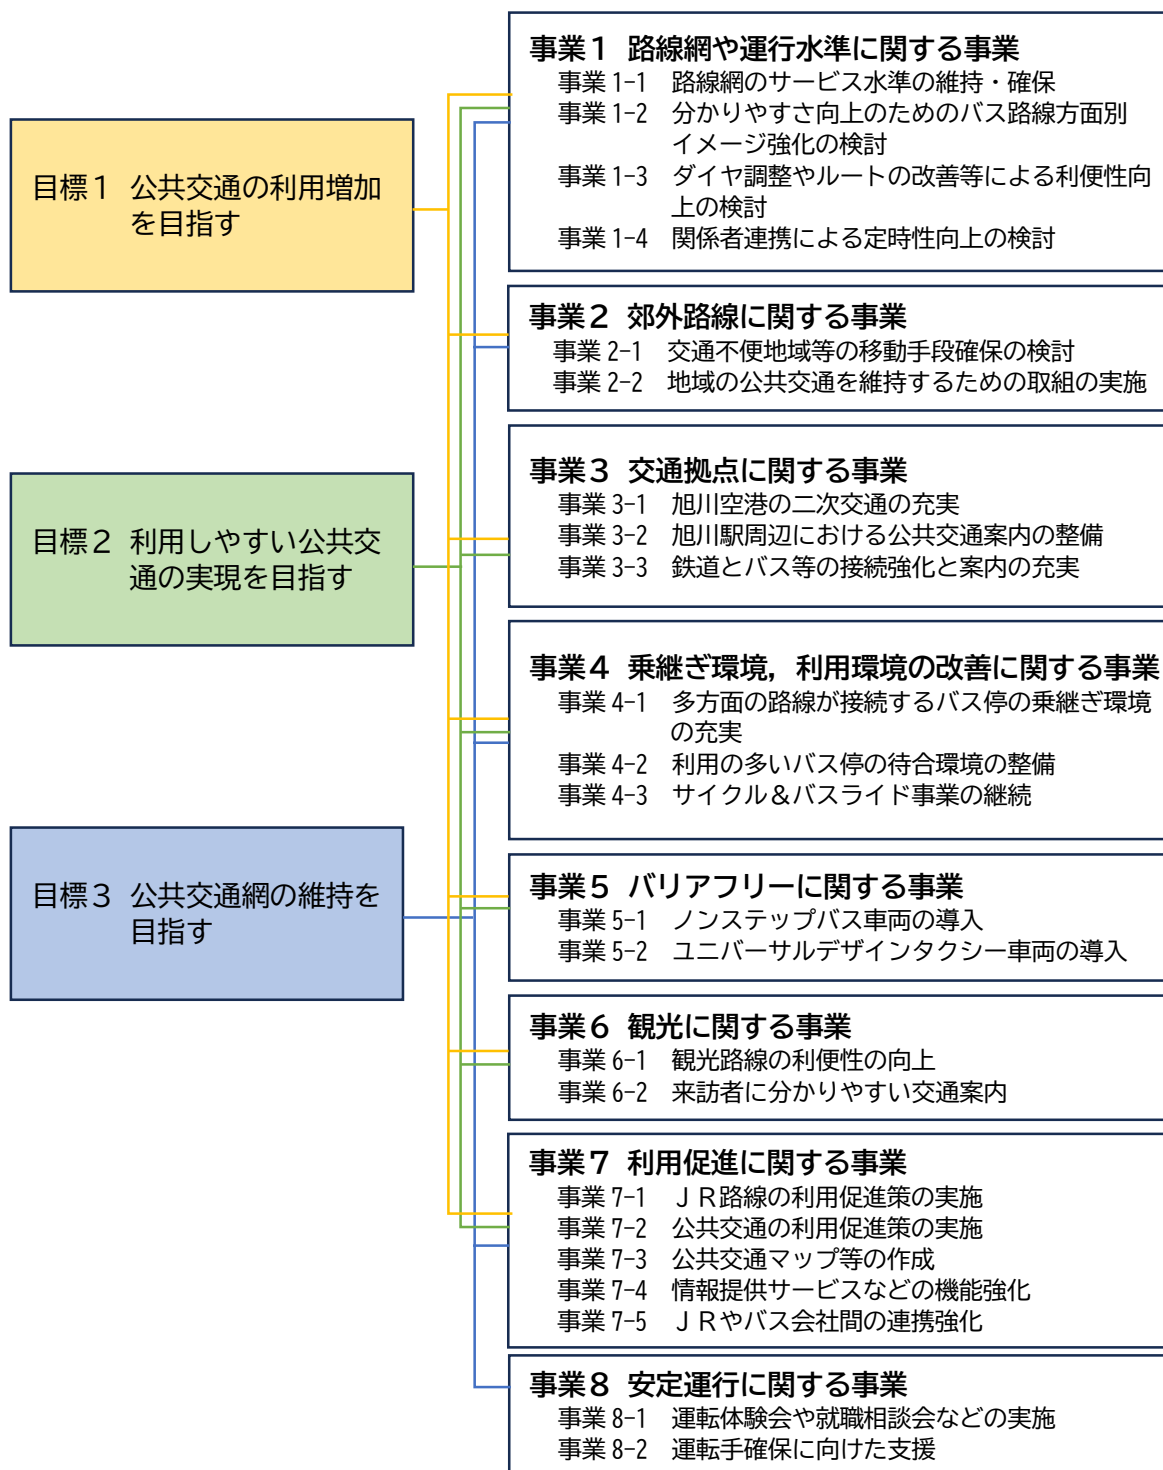 目標１ 公共交通の利用増加
を目指す
目標２ 利用しやすい公共交
通の実現を目指す
目標３ 公共交通網の維持を
目指す
事業１ 路線網や運行水準に関する事業
事業 1-1 路線網のサービス水準の維持・確保
事業 1-2 分かりやすさ向上のためのバス路線方面別
イメージ強化の検討
事業 1-3 ダイヤ調整やルートの改善等による利便性向
上の検討
事業 1-4 関係者連携による定時性向上の検討
事業２ 郊外路線に関する事業
事業 2-1 交通不便地域等の移動手段確保の検討
事業 2-2 地域の公共交通を維持するための取組の実施
事業３ 交通拠点に関する事業
事業 3-1 旭川空港の二次交通の充実
事業 3-2 旭川駅周辺における公共交通案内の整備
事業 3-3 鉄道とバス等の接続強化と案内の充実
事業４ 乗継ぎ環境，利用環境の改善に関する事業
事業 4-1 多方面の路線が接続するバス停の乗継ぎ環境
の充実
事業 4-2 利用の多いバス停の待合環境の整備
事業 4-3 サイクル＆バスライド事業の継続
事業５ バリアフリーに関する事業
事業 5-1 ノンステップバス車両の導入
事業 5-2 ユニバーサルデザインタクシー車両の導入
事業６ 観光に関する事業
事業 6-1 観光路線の利便性の向上
事業 6-2 来訪者に分かりやすい交通案内
事業７ 利用促進に関する事業
事業 7-1 ＪＲ路線の利用促進策の実施
事業 7-2 公共交通の利用促進策の実施
事業 7-3 公共交通マップ等の作成
事業 7-4 情報提供サービスなどの機能強化
事業 7-5 ＪＲやバス会社間の連携強化
事業８ 安定運行に関する事業
事業 8-1 運転体験会や就職相談会などの実施
事業 8-2 運転手確保に向けた支援